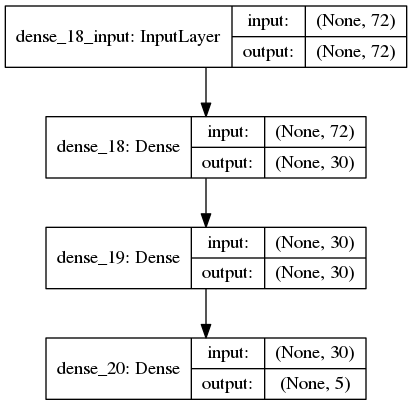 dense_18_input: InputLayer
input: (None, 72)
output: (None, 72)
dense_18: Dense
input: (None, 72)
output: (None, 30)
dense_19: Dense
input: (None, 30)
output: (None, 30)
dense_20: Dense
input: (None, 30)
output: (None, 5)